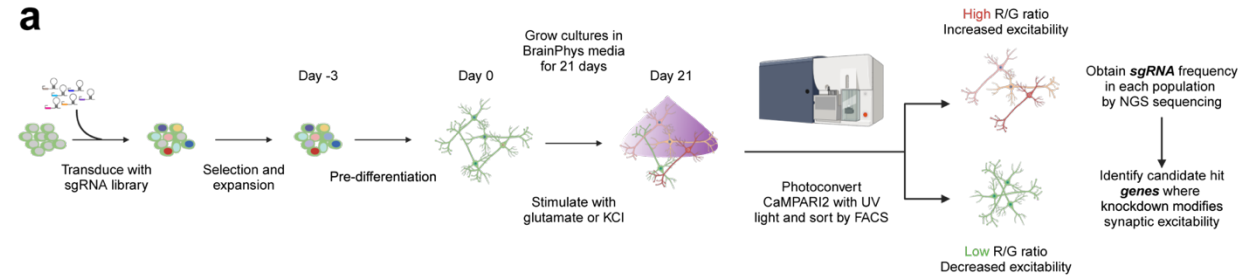 a
Transduce with
sgRNA library
Selection and
expansion
Day -3
Pre-differentiation
Day 0
Grow cultures in
BrainPhys media
for 21 days
Stimulate with
glutamate or KCl
Day 21
Photoconvert
CaMPARI2 with UV
light and sort by FACS
High R/G ratio
Increased excitability
Low R/G ratio
Decreased excitability
Obtain sgRNA frequency
in each population
by NGS sequencing
Identify candidate hit
genes where
knockdown modifies
synaptic excitability